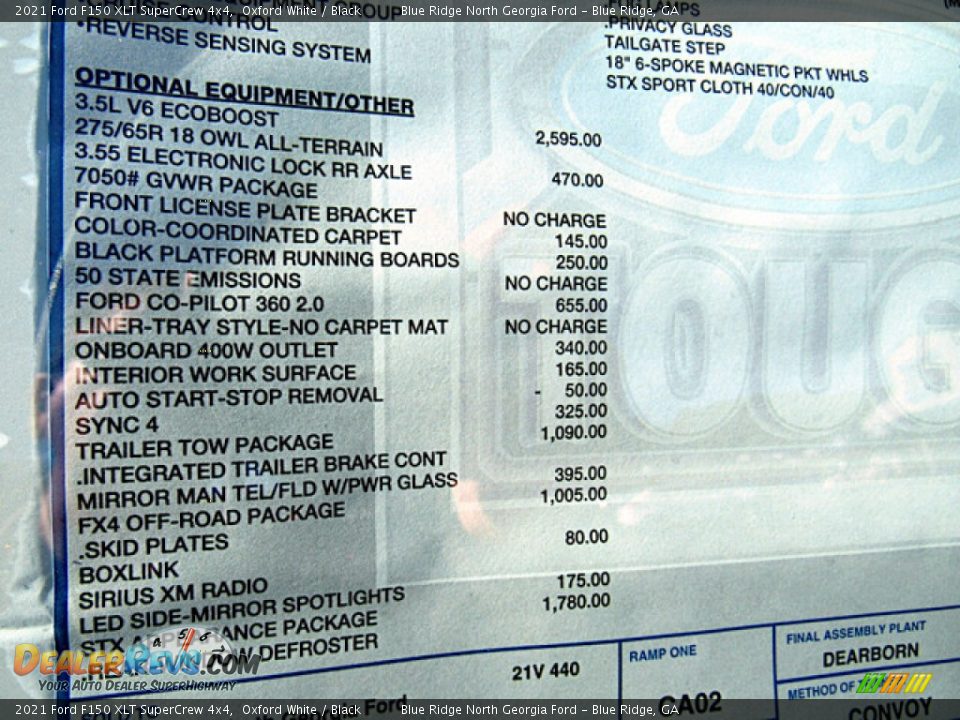 2021 Ford F150 XLT SuperCrew 4x4, Oxford White / Black Blue Ridge North Georgia Ford - Blue Ridge, GA
CONTROL
•REVERSE SENSING SYSTEM
.PRIVACY GLASS
TAILGATE STEP
18" 6-SPOKE MAGNETIC PKT WHLS
STX SPORT CLOTH 40/CON/40
OPTIONAL EQUIPMENT/OTHER
3.5L V6 ECOBOOST 2,595.00
275/65R 18 OWL ALL-TERRAIN
3.55 ELECTRONIC LOCK RR AXLE 470.00
7050# GVWR PACKAGE
FRONT LICENSE PLATE BRACKET NO CHARGE
COLOR-COORDINATED CARPET 145.00
BLACK PLATFORM RUNNING BOARDS 250.00
50 STATE EMISSIONS NO CHARGE
FORD CO-PILOT 360 2.0 655.00
LINER-TRAY STYLE-NO CARPET MAT NO CHARGE
ONBOARD 400W OUTLET 340.00
INTERIOR WORK SURFACE 165.00
AUTO START-STOP REMOVAL - 50.00
SYNC 4 325.00
TRAILER TOW PACKAGE 1,090.00
.INTEGRATED TRAILER BRAKE CONT
MIRROR MAN TEL/FLD W/PWR GLASS 395.00
FX4 OFF-ROAD PACKAGE 1,005.00
.SKID PLATES
BOXLINK 80.00
SIRIUS XM RADIO
LED SIDE-MIRROR SPOTLIGHTS 175.00
STX PACKAGE 1,780.00
DEFROSTER
Ford
TOUG
21V 440
RAMP ONE
CA02
FINAL ASSEMBLY PLANT
DEARBORN
METHOD OF
CONVOY
Ford
DealerRevs.com
Your Auto Dealer SuperHighway
2021 Ford F150 XLT SuperCrew 4x4, Oxford White / Black Blue Ridge North Georgia Ford - Blue Ridge, GA